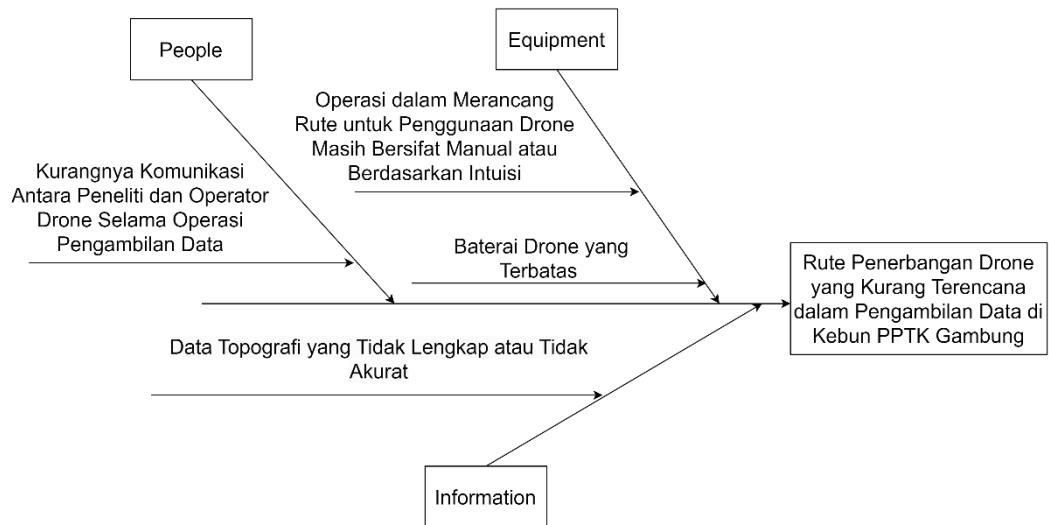 People
Equipment
Operasi dalam Merancang
Rute untuk Penggunaan Drone
Masih Bersifat Manual atau
Berdasarkan Intuisi
Kurangnya Komunikasi
Antara Peneliti dan Operator
Drone Selama Operasi
Pengambilan Data
Baterai Drone yang
Terbatas
Rute Penerbangan Drone
yang Kurang Terencana
dalam Pengambilan Data di
Kebun PPTK Gambung
Data Topografi yang Tidak Lengkap atau Tidak
Akurat
Information